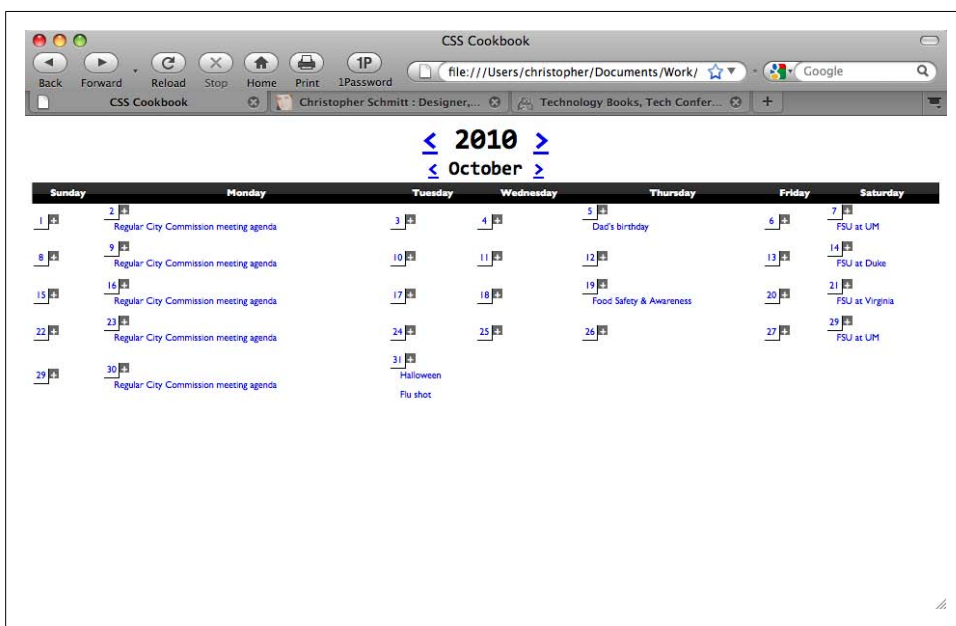 CSS Cookbook
Back Forward Reload Stop Home Print 1Password file:///Users/christopher/Documents/Work/ Google
CSS Cookbook Christopher Schmitt : Designer,... Technology Books, Tech Confer... +
< 2010 >
< October >
Sunday Monday Tuesday Wednesday Thursday Friday Saturday
1 + 2 + 3 + 4 + 5 + 6 + 7 +
Regular City Commission meeting agenda Dad's birthday FSU at UM
8 + 9 + 10 + 11 + 12 + 13 + 14 +
Regular City Commission meeting agenda FSU at Duke
15 + 16 + 17 + 18 + 19 + 20 + 21 +
Regular City Commission meeting agenda Food Safety & Awareness FSU at Virginia
22 + 23 + 24 + 25 + 26 + 27 + 29 +
Regular City Commission meeting agenda FSU at UM
29 + 30 + 31 +
Regular City Commission meeting agenda Halloween
Flu shot